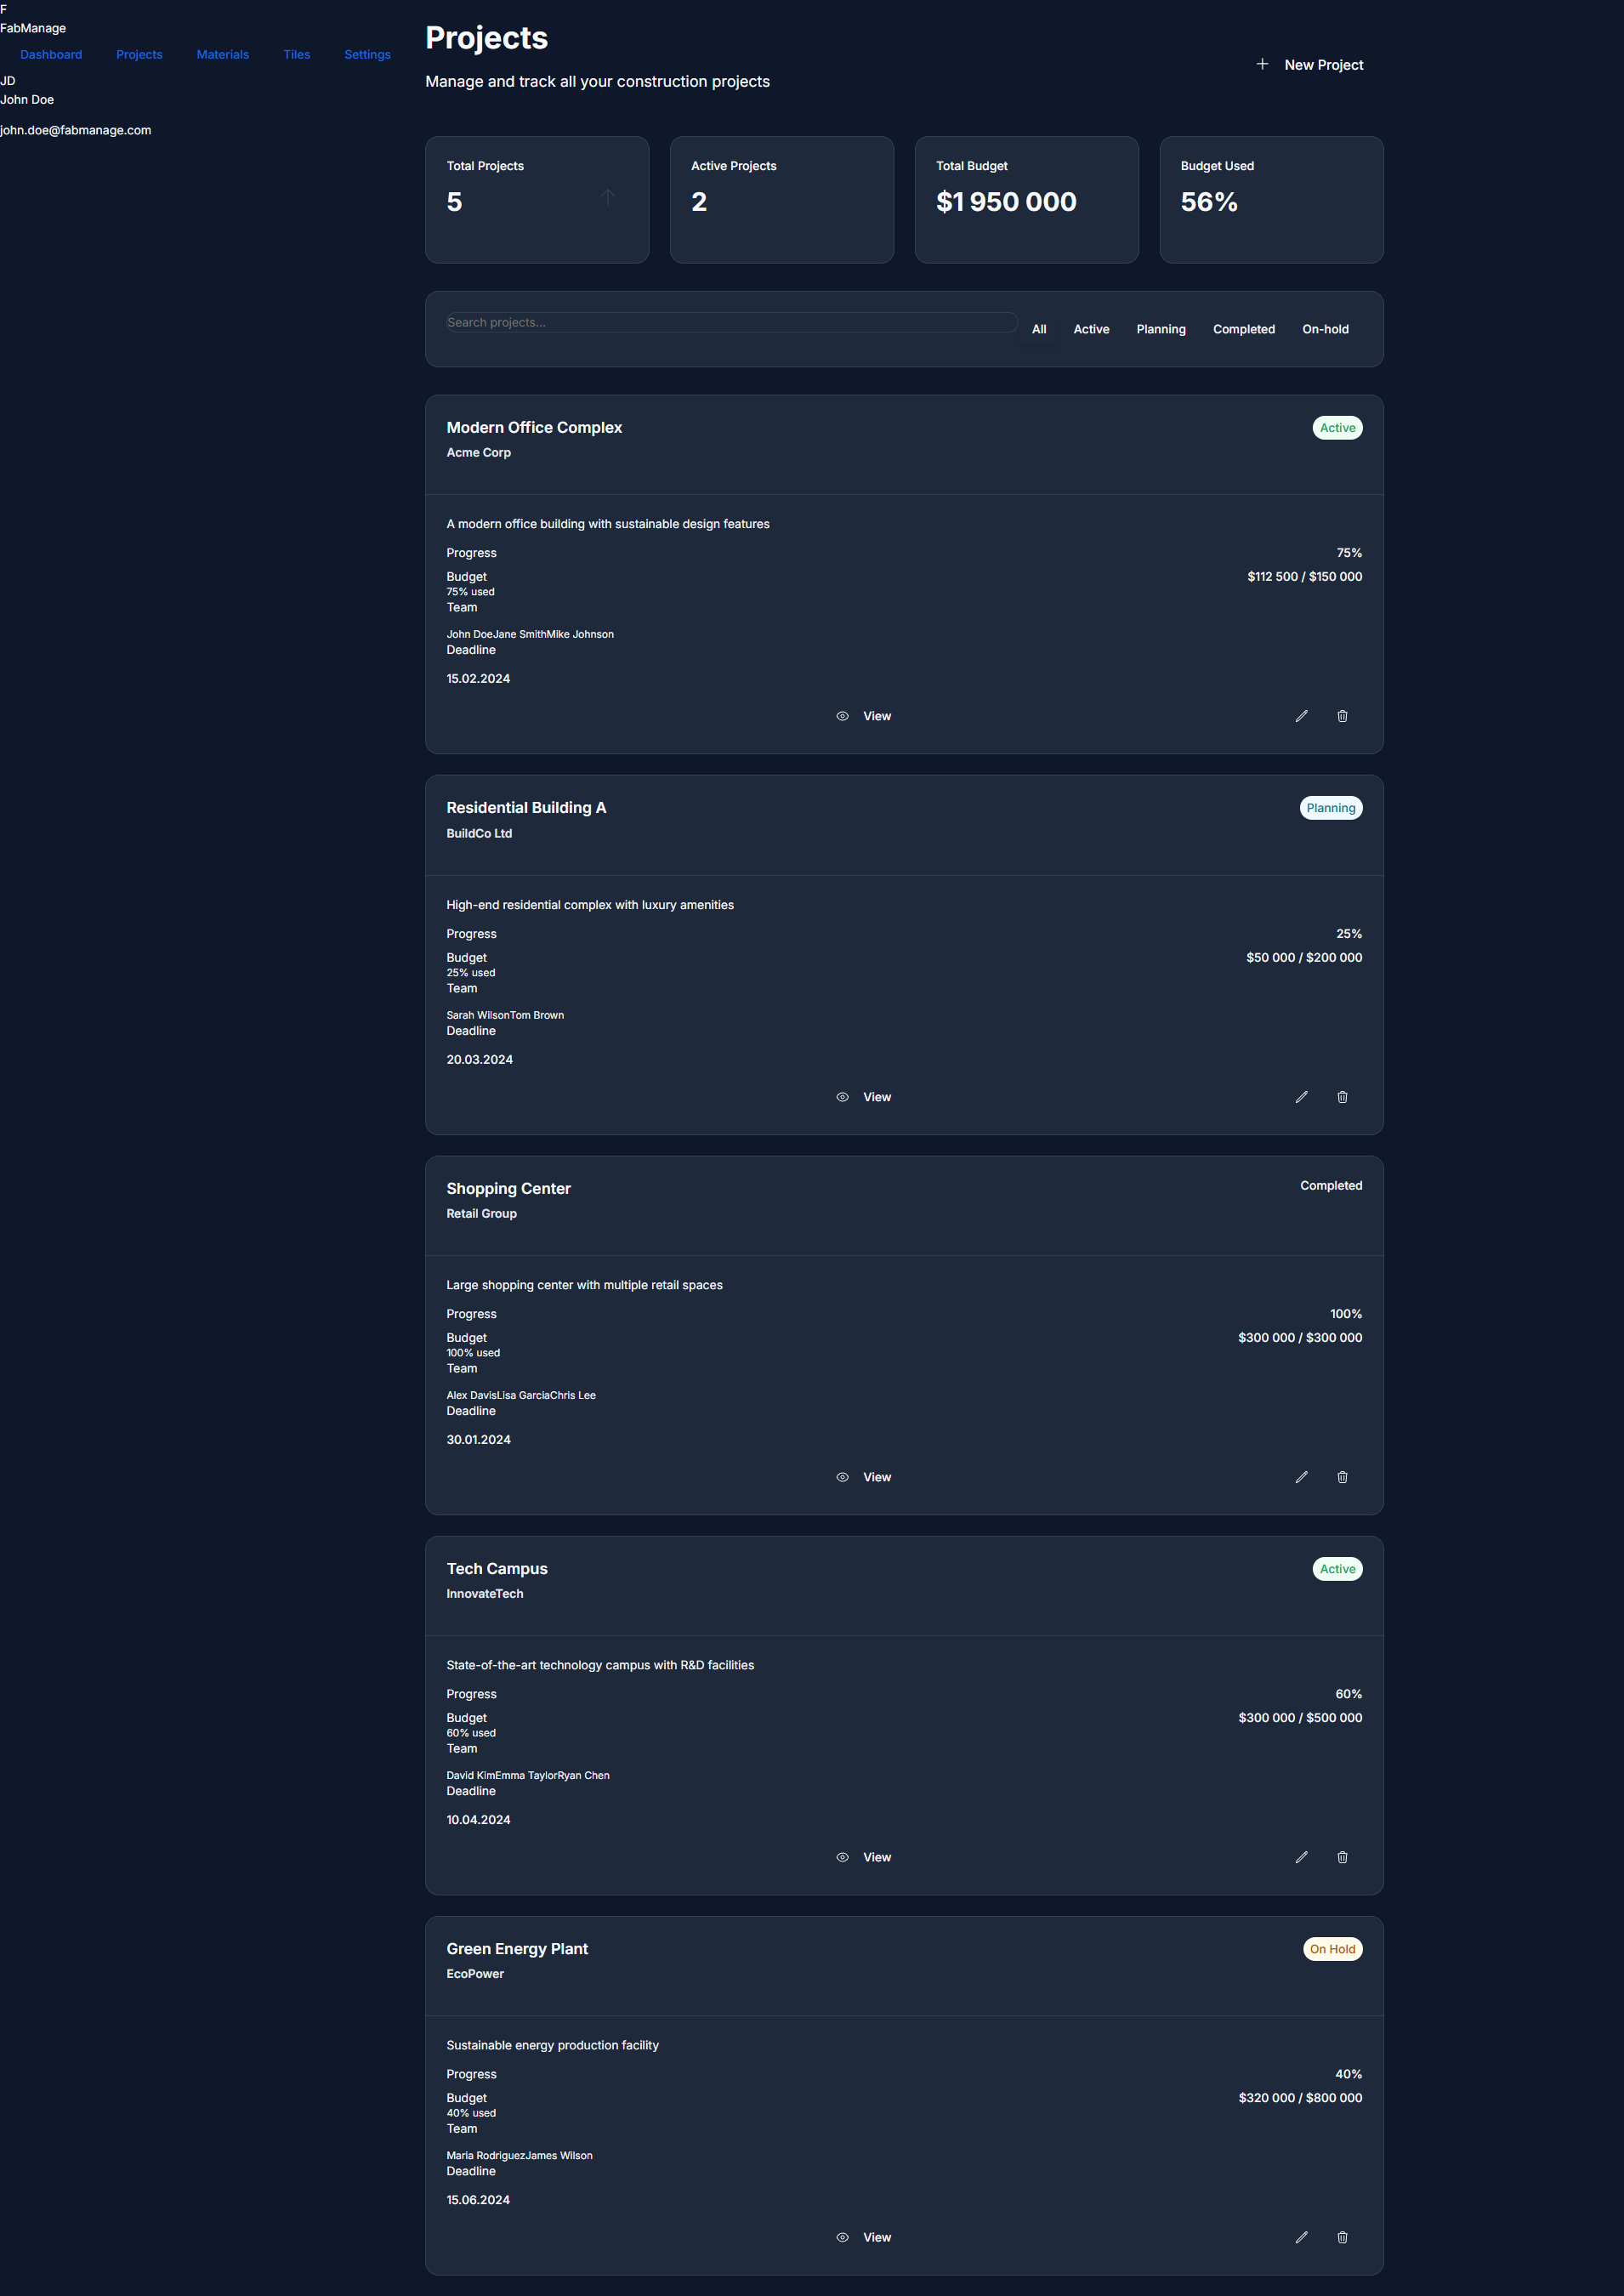 F
FabManage
Dashboard Projects Materials Tiles Settings
JD
John Doe
john.doe@fabmanage.com
Projects
Manage and track all your construction projects
New Project
Total Projects
5
Active Projects
2
Total Budget
$1 950 000
Budget Used
56%
Search projects...
All Active Planning Completed On-hold
Modern Office Complex
Active
Acme Corp
A modern office building with sustainable design features
Progress 75%
Budget $112 500 / $150 000
75% used
Team
John DoeJane SmithMike Johnson
Deadline
15.02.2024
View
Residential Building A
Planning
BuildCo Ltd
High-end residential complex with luxury amenities
Progress 25%
Budget $50 000 / $200 000
25% used
Team
Sarah WilsonTom Brown
Deadline
20.03.2024
View
Shopping Center
Completed
Retail Group
Large shopping center with multiple retail spaces
Progress 100%
Budget $300 000 / $300 000
100% used
Team
Alex DavisLisa GarciaChris Lee
Deadline
30.01.2024
View
Tech Campus
Active
InnovateTech
State-of-the-art technology campus with R&D facilities
Progress 60%
Budget $300 000 / $500 000
60% used
Team
David KimEmma TaylorRyan Chen
Deadline
10.04.2024
View
Green Energy Plant
On Hold
EcoPower
Sustainable energy production facility
Progress 40%
Budget $320 000 / $800 000
40% used
Team
Maria RodriguezJames Wilson
Deadline
15.06.2024
View